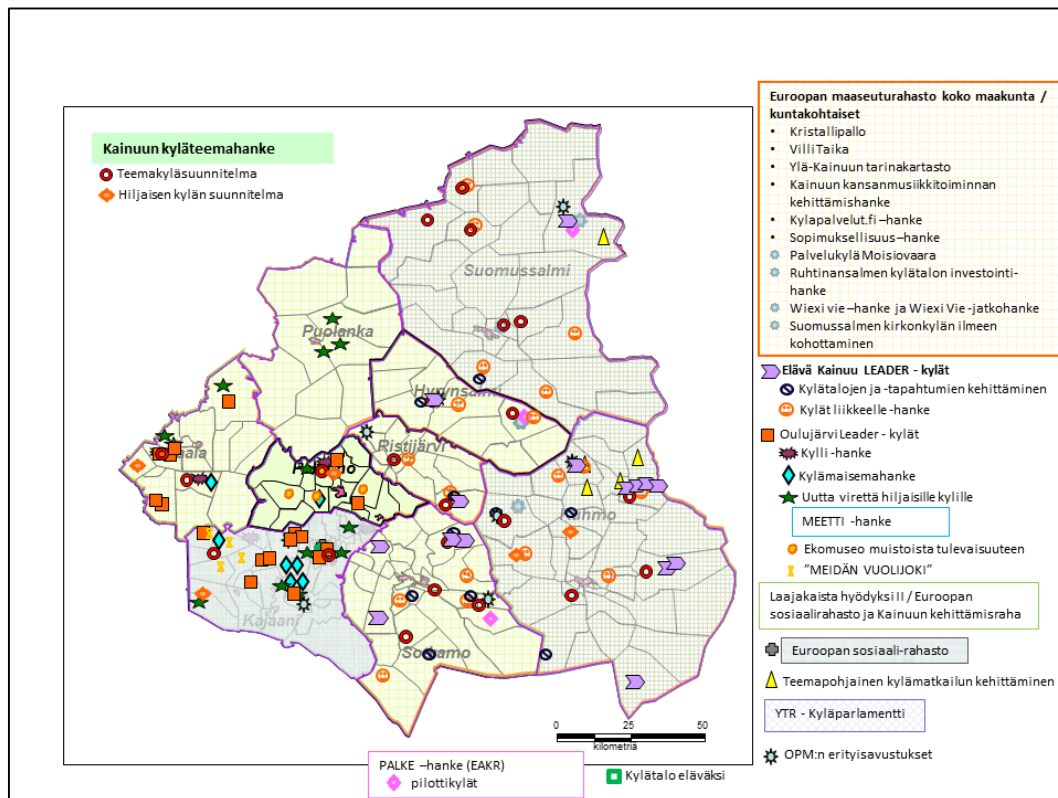 Kainuun kyläteemahanke
Teemakyläsuunnitelma
Hiljaisen kylän suunnitelma
Suomussalmi
Puolanka
Hyrynsalmi
Ristijärvi
Kajaani
Euroopan maaseuturahasto koko maakunta /
kuntakohtaiset
• Kristallipallo
• Villi Taika
• Ylä-Kainuun tarinakartasto
• Kainuun kansanmusiikkitoiminnan
kehittämishanke
• Kylapalvelut.fi –hanke
• Sopimuksellisuus–hanke
Palvelukylä Moisiovaara
Ruhtinansalmen kylätalon investointi-
hanke
Wiexi vie –hanke ja Wiexi Vie -jatkohanke
Suomussalmen kirkonkylän ilmeen
kohottaminen
Elävä Kainuu LEADER - kylät
Kylätalojen ja -tapahtumien kehittäminen
Kylät liikkeelle -hanke
Oulujärvi Leader - kylät
Kylli -hanke
Kylämaisemahanke
Uutta virettä hiljaisille kylille
MEETTI -hanke
Ekomuseo muistoista tulevaisuuteen
"MEIDÄN VUOLIJOKI"
Laajakaista hyödyksi II / Euroopan
sosiaalirahasto ja Kainuun kehittämisraha
Euroopan sosiaali-rahasto
Teemapohjainen kylämatkailun kehittäminen
YTR - Kyläparlamentti
OPM:n erityisavustukset
0 25 50
kilometriä
PALKE –hanke (EAKR)
pilottikylät
Kylätalo eläväksi